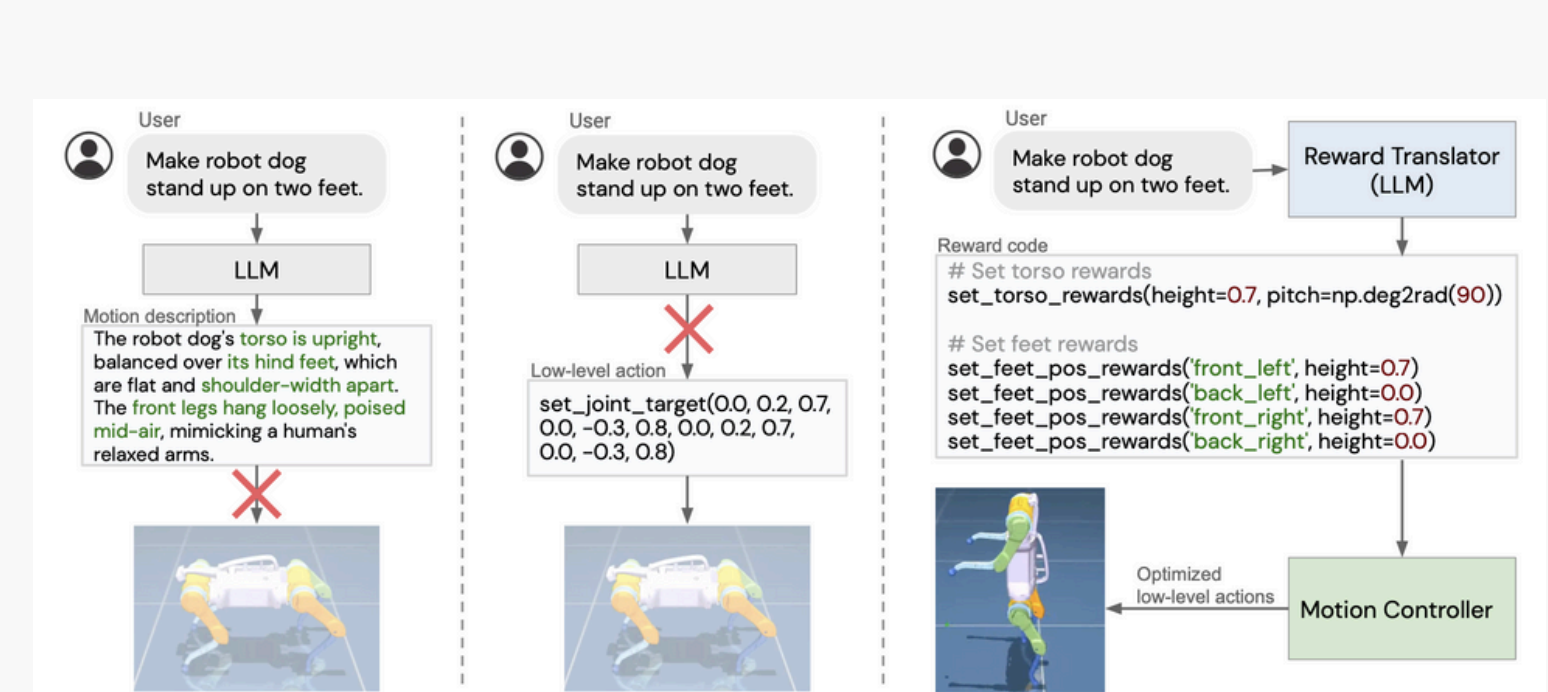 User
Make robot dog
stand up on two feet.
LLM
Motion description
The robot dog's torso is upright,
balanced over its hind feet, which
are flat and shoulder-width apart.
The front legs hang loosely, poised
mid-air, mimicking a human's
relaxed arms.
User
Make robot dog
stand up on two feet.
LLM
Low-level action
set_joint_target(0.0, 0.2, 0.7,
0.0, -0.3, 0.8, 0.0, 0.2, 0.7,
0.0, -0.3, 0.8)
User
Make robot dog
stand up on two feet.
Reward Translator
(LLM)
Reward code
# Set torso rewards
set_torso_rewards(height=0.7, pitch=np.deg2rad(90))
# Set feet rewards
set_feet_pos_rewards('front_left', height=0.7)
set_feet_pos_rewards('back_left', height=0.0)
set_feet_pos_rewards('front_right', height=0.7)
set_feet_pos_rewards('back_right', height=0.0)
Optimized
low-level actions
Motion Controller